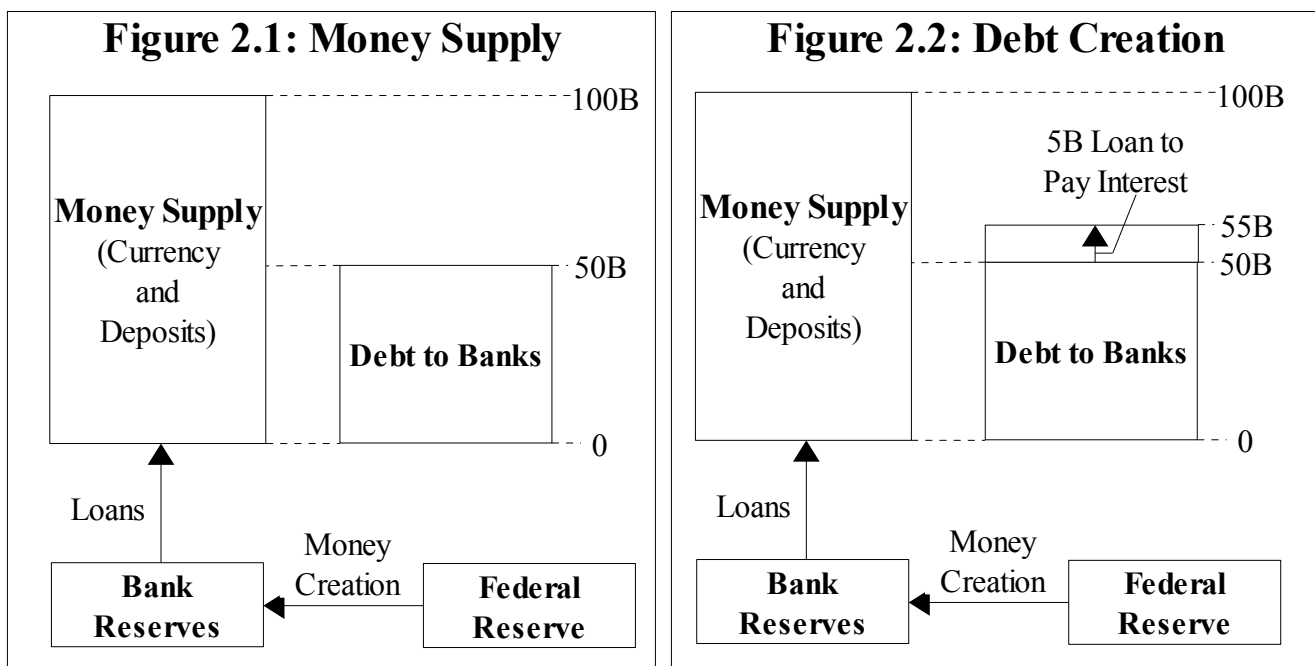 Figure 2.1: Money Supply
100B
Money Supply
(Currency
and
Deposits)
50B
Debt to Banks
0
Loans
Money
Creation
Bank
Reserves
Federal
Reserve
Figure 2.2: Debt Creation
100B
5B Loan to
Pay Interest
Money Supply
(Currency
and
Deposits)
55B
50B
Debt to Banks
0
Loans
Money
Creation
Bank
Reserves
Federal
Reserve